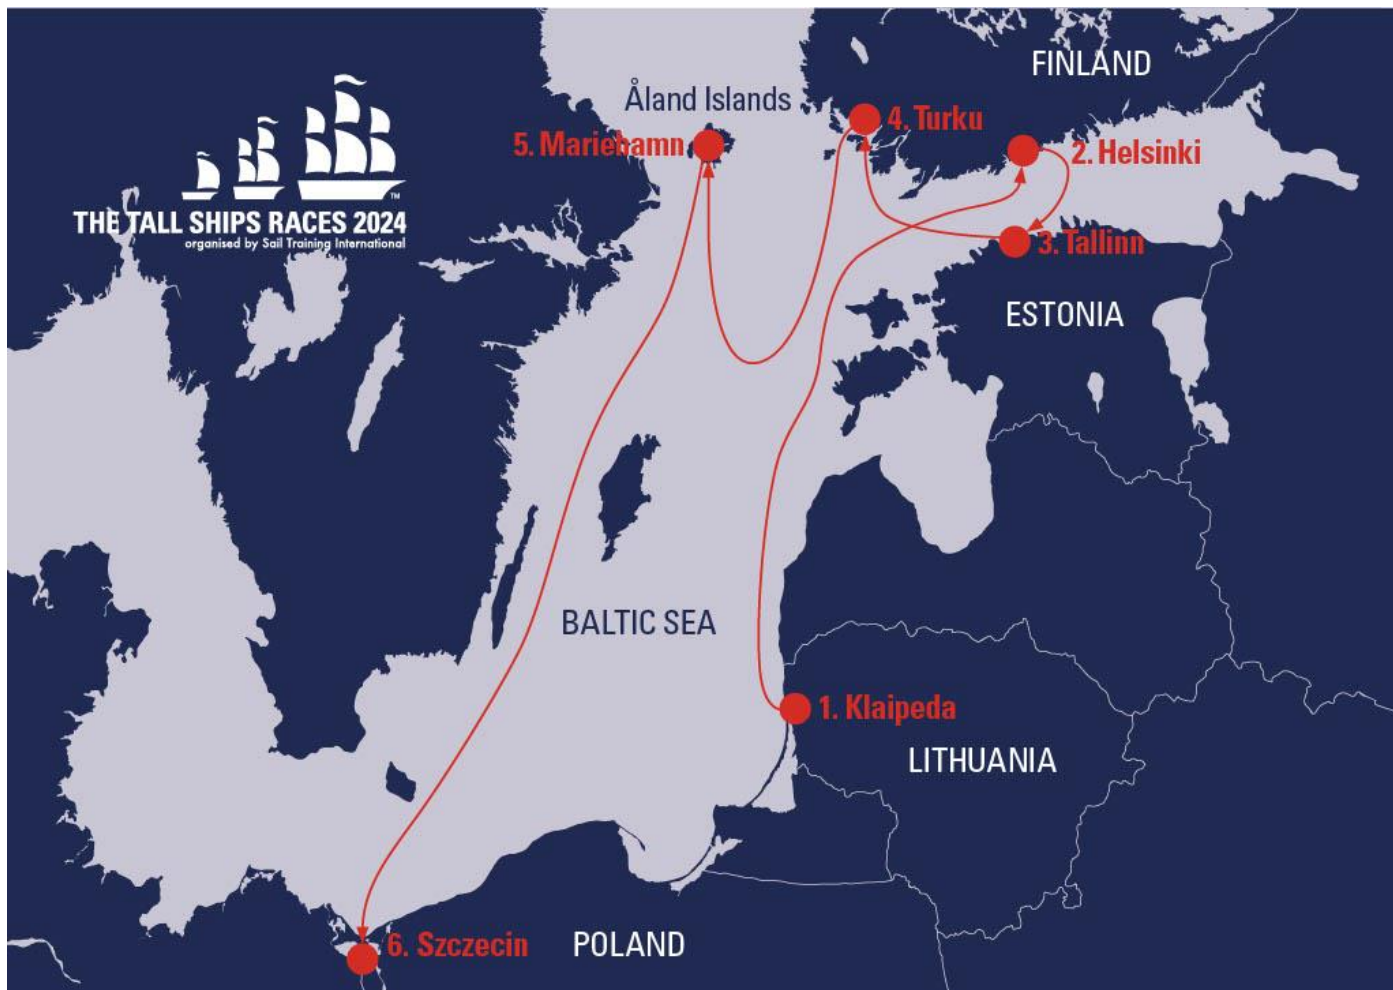 FINLAND
Åland Islands
4. Turku
5. Mariehamn
2. Helsinki
THE TALL SHIPS RACES 2024
TM
organised by Sail Training International
3. Tallinn
ESTONIA
BALTIC SEA
1. Klaipeda
LITHUANIA
6. Szczecin
POLAND